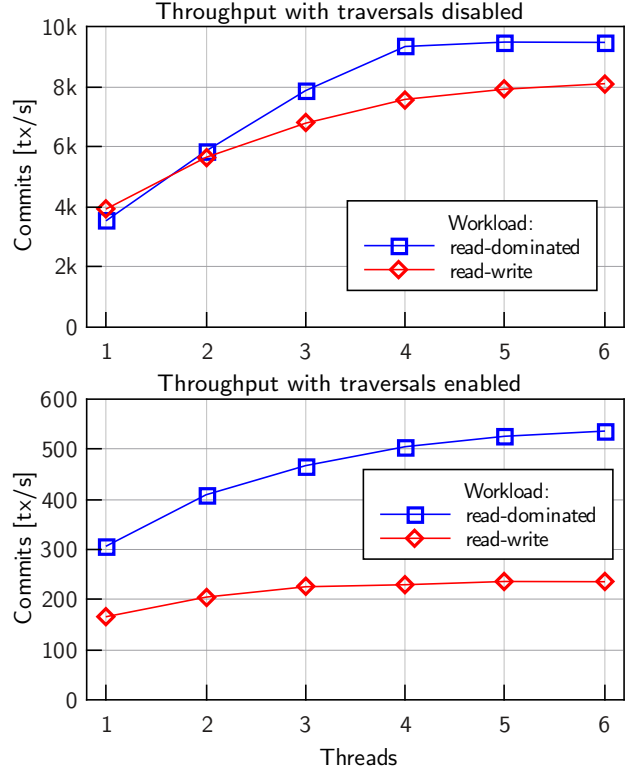 Throughput with traversals disabled
10k
8k
6k
4k
2k
0
Commits [tx/s]
Workload:
read-dominated
read-write
1 2 3 4 5 6
Throughput with traversals enabled
600
500
400
300
200
100
0
Commits [tx/s]
Workload:
read-dominated
read-write
1 2 3 4 5 6
Threads